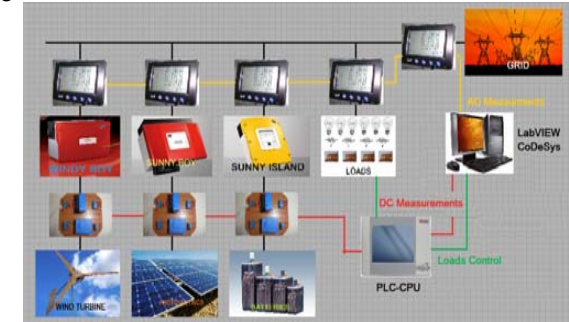 GRID
AC Measurements
WINDY BOY
SUNNY BOY
SUNNY ISLAND
LOADS
LabVIEW
CoDeSys
DC Measurements
Loads Control
PLC-CPU
WIND TURBINE
BATTERIES